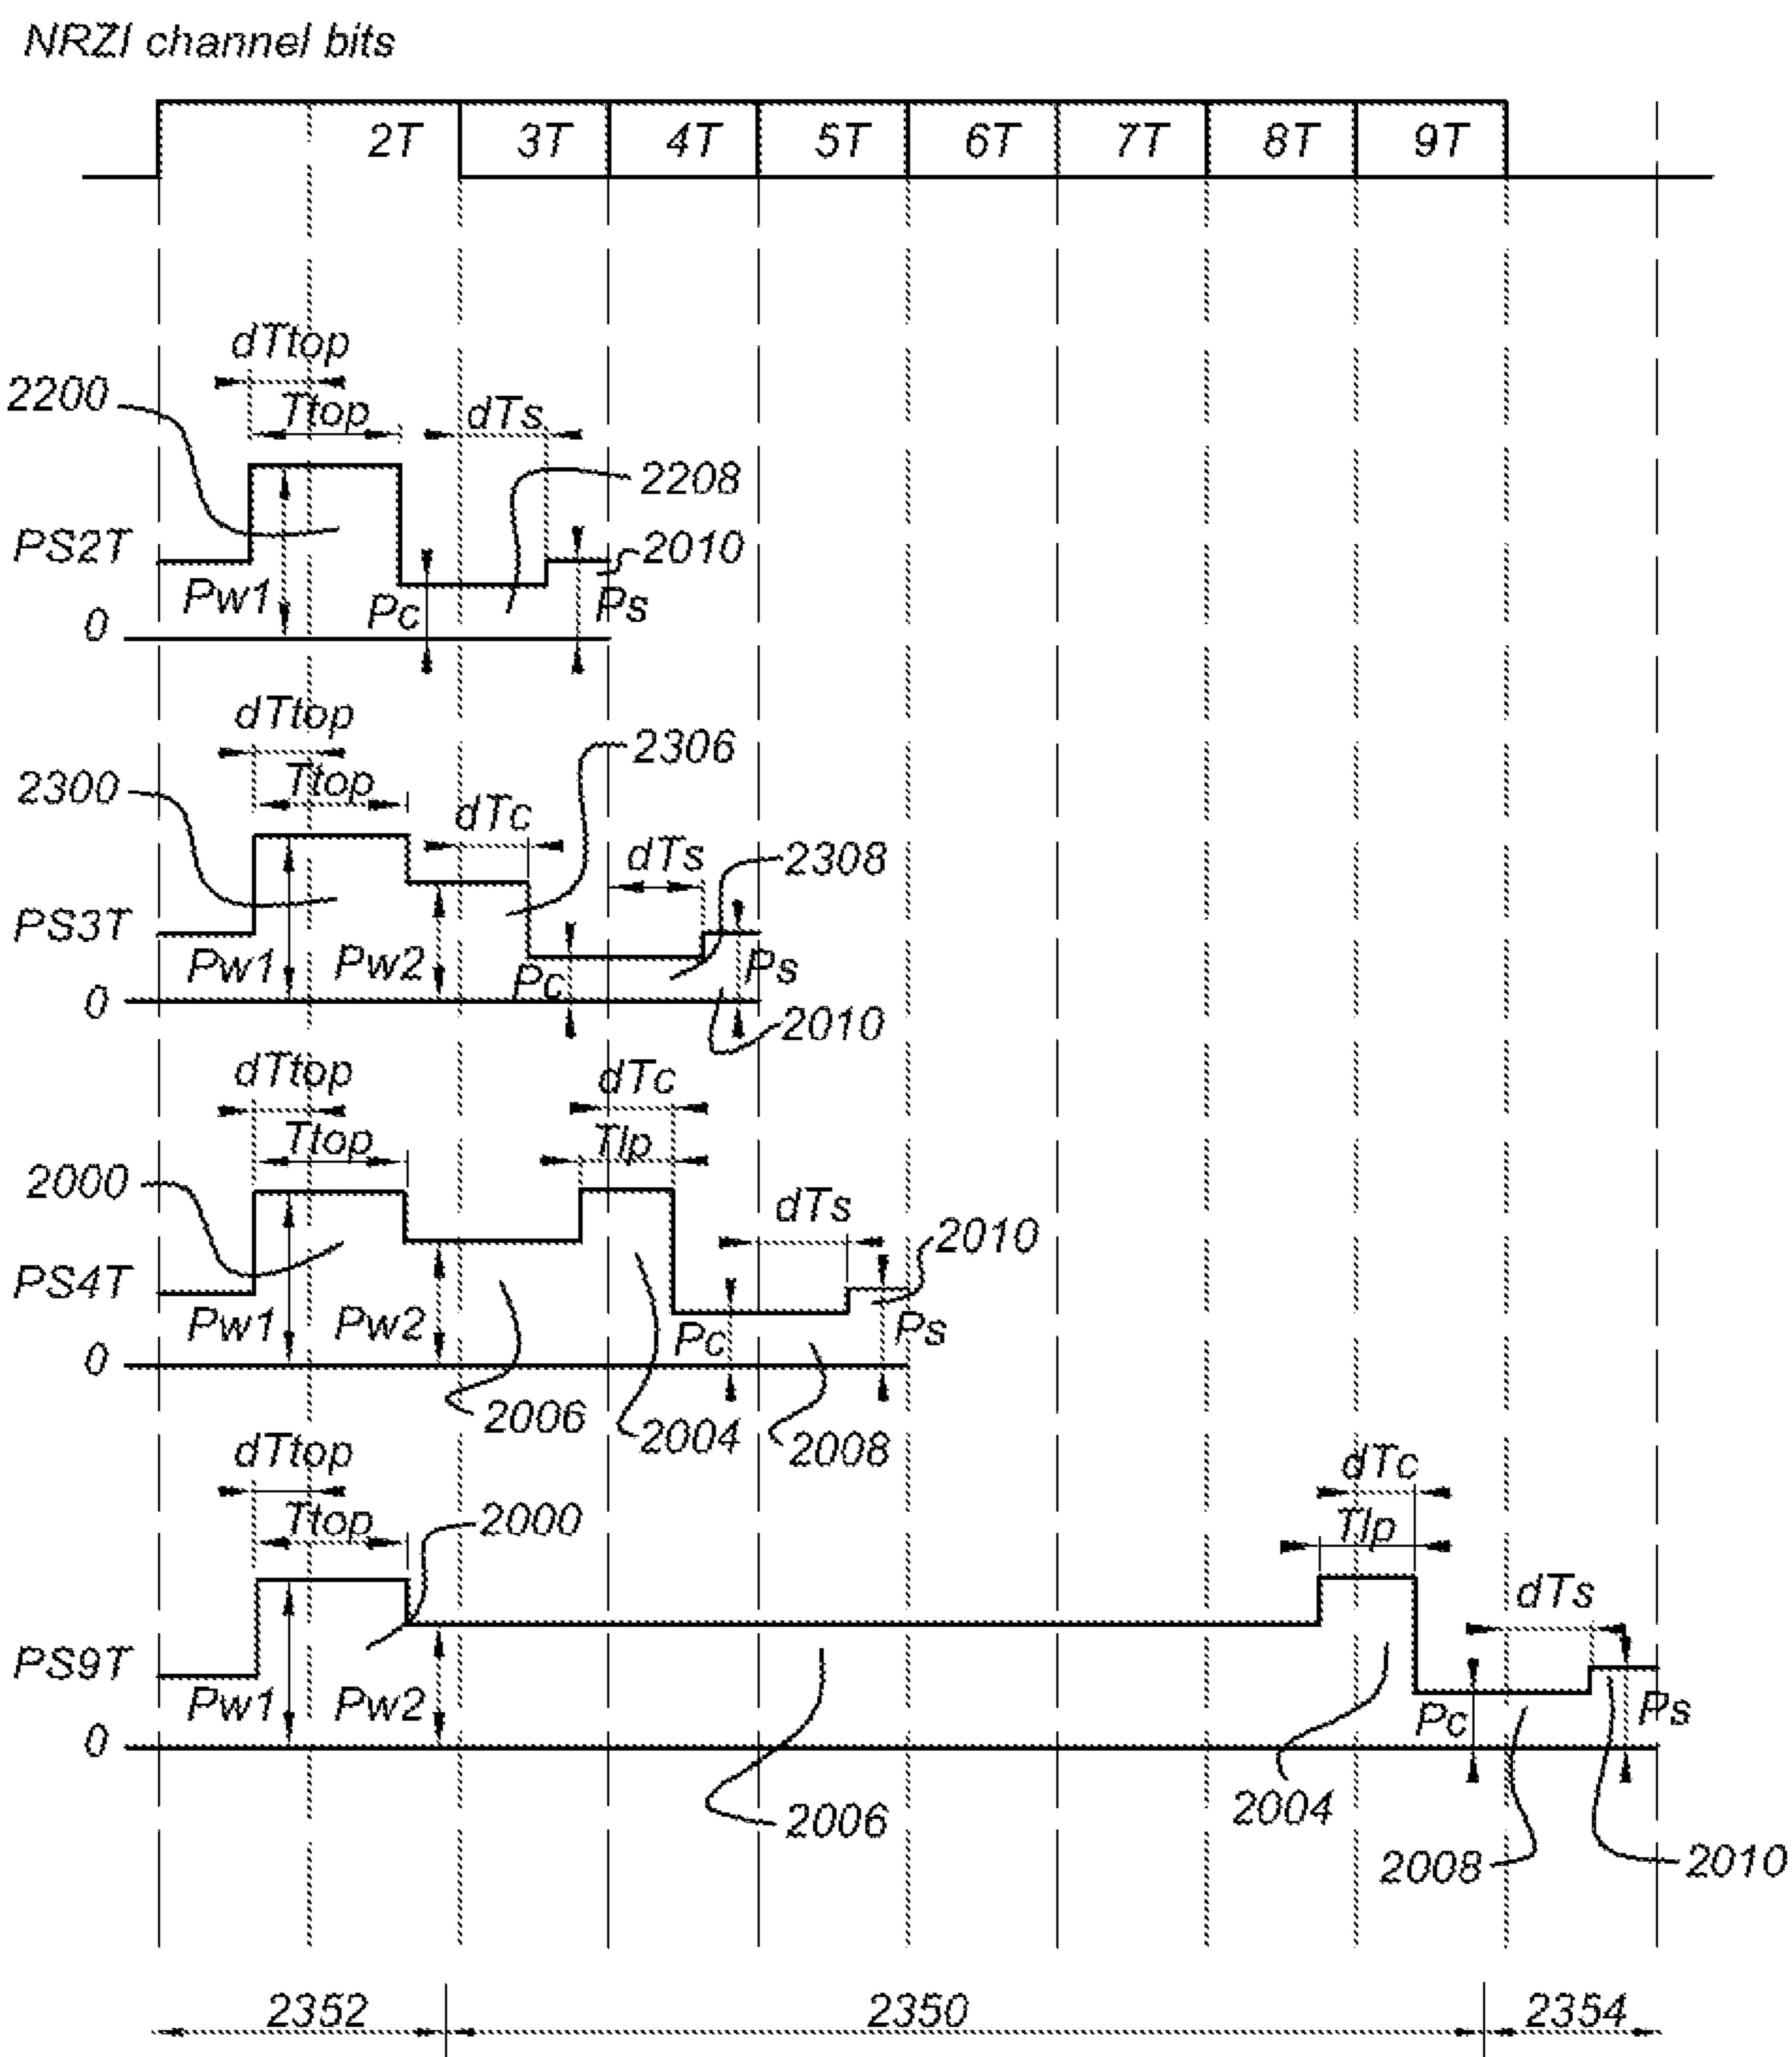 NRZI channel bits
2T 3T 4T 5T 6T 7T 8T 9T
dTtop
2200 Ttop dTs
2208
PS2T 2010
Pw1 Pc Ps
0
dTtop 2306
2300 Ttop dTc
dTs 2308
PS3T
Pw1 Pw2 Pc Ps
0 2010
dTtop dTc
Ttop Tlp
2000 dTs
2010
PS4T
Pw1 Pw2 Pc Ps
0
2006 2004 2008
dTtop dTc
Ttop 2000 Tlp
dTs
PS9T
Pw1 Pw2 Pc Ps
0
2006 2004
2008 2010
2352 2350 2354